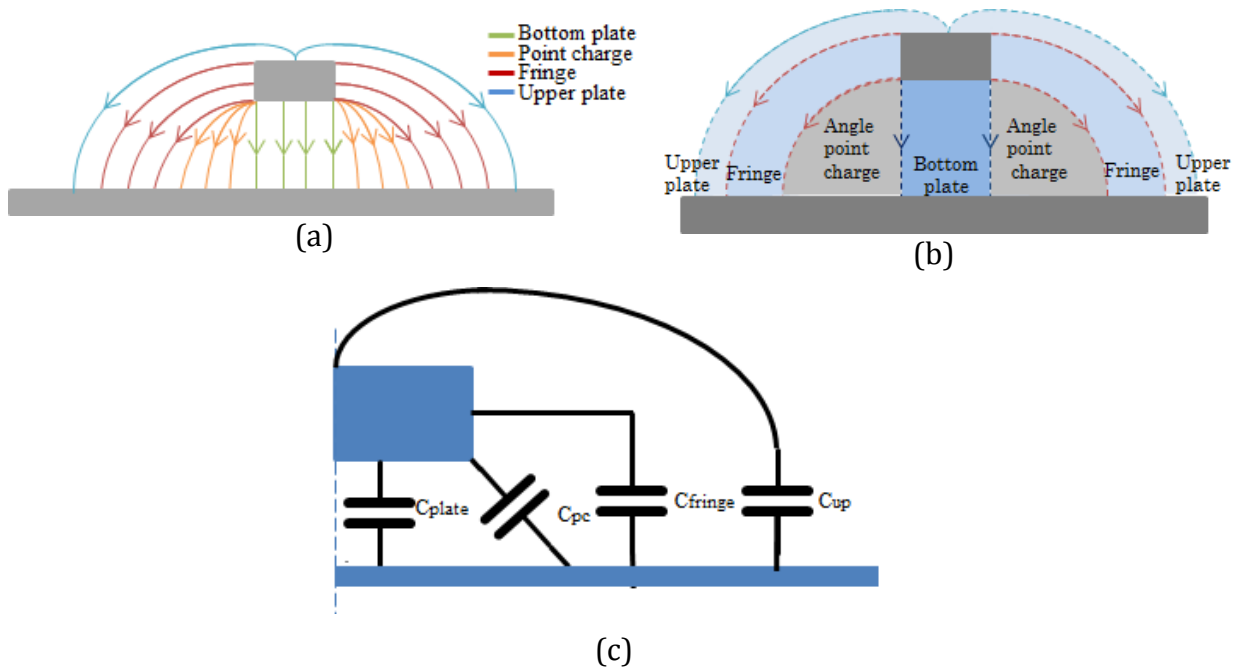 Bottom plate
Point charge
Fringe
Upper plate
(a)
Upper
plate
Fringe
Angle
point
charge
Bottom
plate
Angle
point
charge
Fringe
Upper
plate
(b)
Cplate
Cpc
Cfringe
Cup
(c)